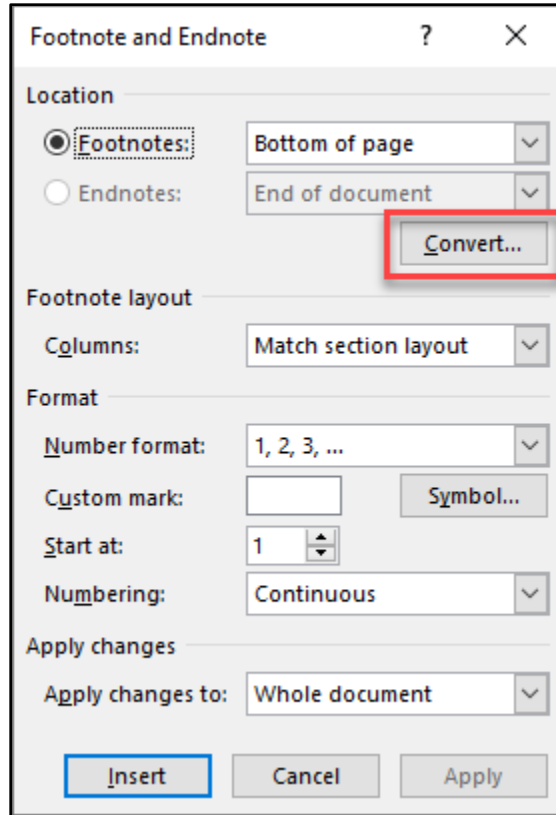 Footnote and Endnote ?
Location
Footnotes: Bottom of page
Endnotes: End of document
Convert...
Footnote layout
Columns: Match section layout
Format
Number format: 1, 2, 3, ...
Custom mark: Symbol...
Start at: 1
Numbering: Continuous
Apply changes
Apply changes to: Whole document
Insert Cancel Apply